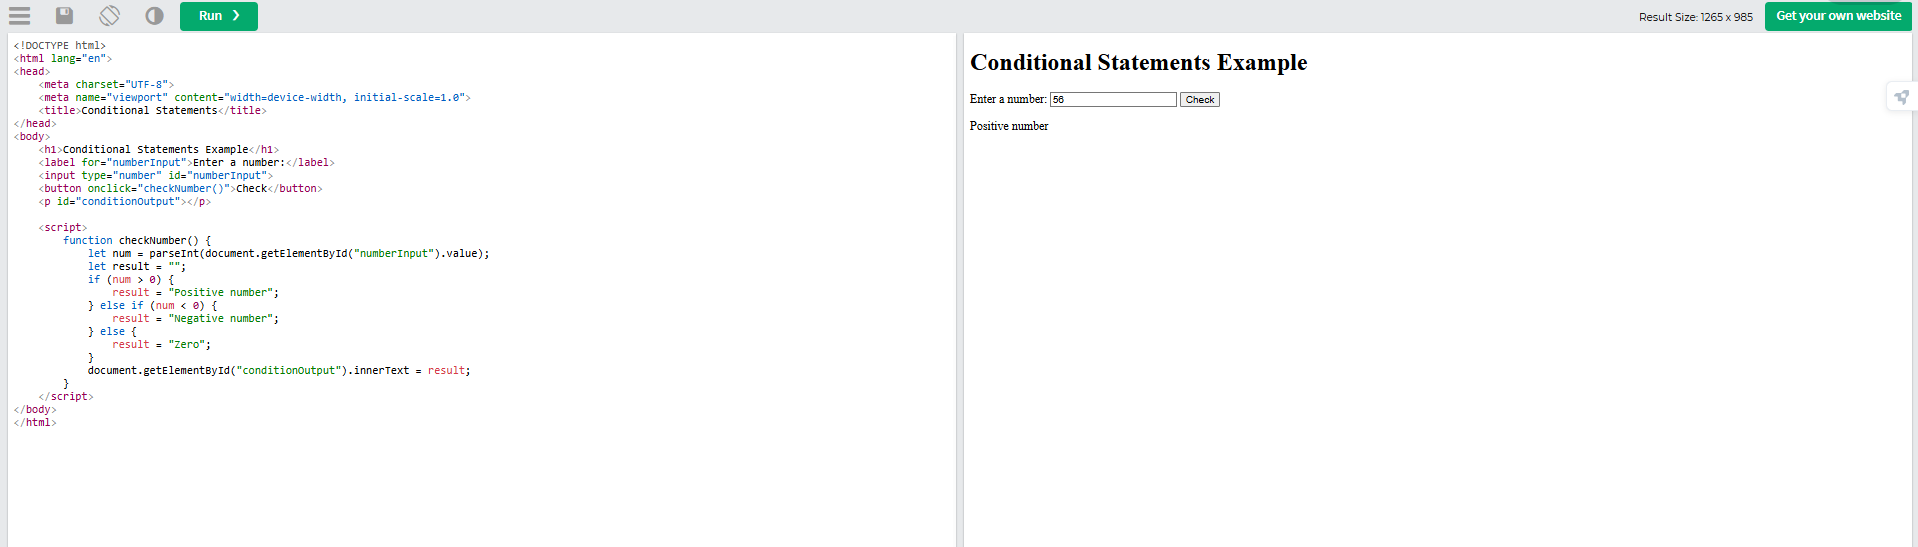 Run ❯
Result Size: 1265 x 985
Get your own website
<!DOCTYPE html>
<html lang="en">
<head>
    <meta charset="UTF-8">
    <meta name="viewport" content="width=device-width, initial-scale=1.0">
    <title>Conditional Statements</title>
</head>
<body>
    <h1>Conditional Statements Example</h1>
    <label for="numberInput">Enter a number:</label>
    <input type="number" id="numberInput">
    <button onclick="checkNumber()">Check</button>
    <p id="conditionOutput"></p>

    <script>
        function checkNumber() {
            let num = parseInt(document.getElementById("numberInput").value);
            let result = "";
            if (num > 0) {
                result = "Positive number";
            } else if (num < 0) {
                result = "Negative number";
            } else {
                result = "Zero";
            }
            document.getElementById("conditionOutput").innerText = result;
        }
    </script>
</body>
</html>
Conditional Statements Example
Enter a number: 56 Check
Positive number